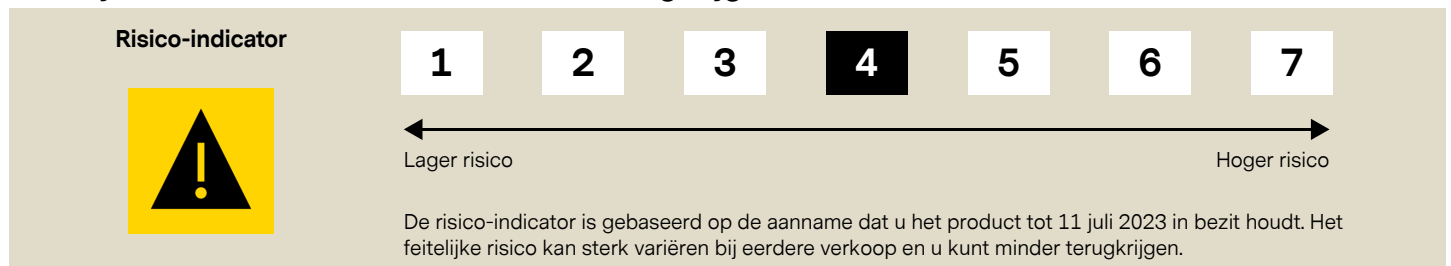 Risico-indicator
1 2 3 4 5 6 7
Lager risico Hoger risico
De risico-indicator is gebaseerd op de aanname dat u het product tot 11 juli 2023 in bezit houdt. Het
feitelijke risico kan sterk variëren bij eerdere verkoop en u kunt minder terugkrijgen.